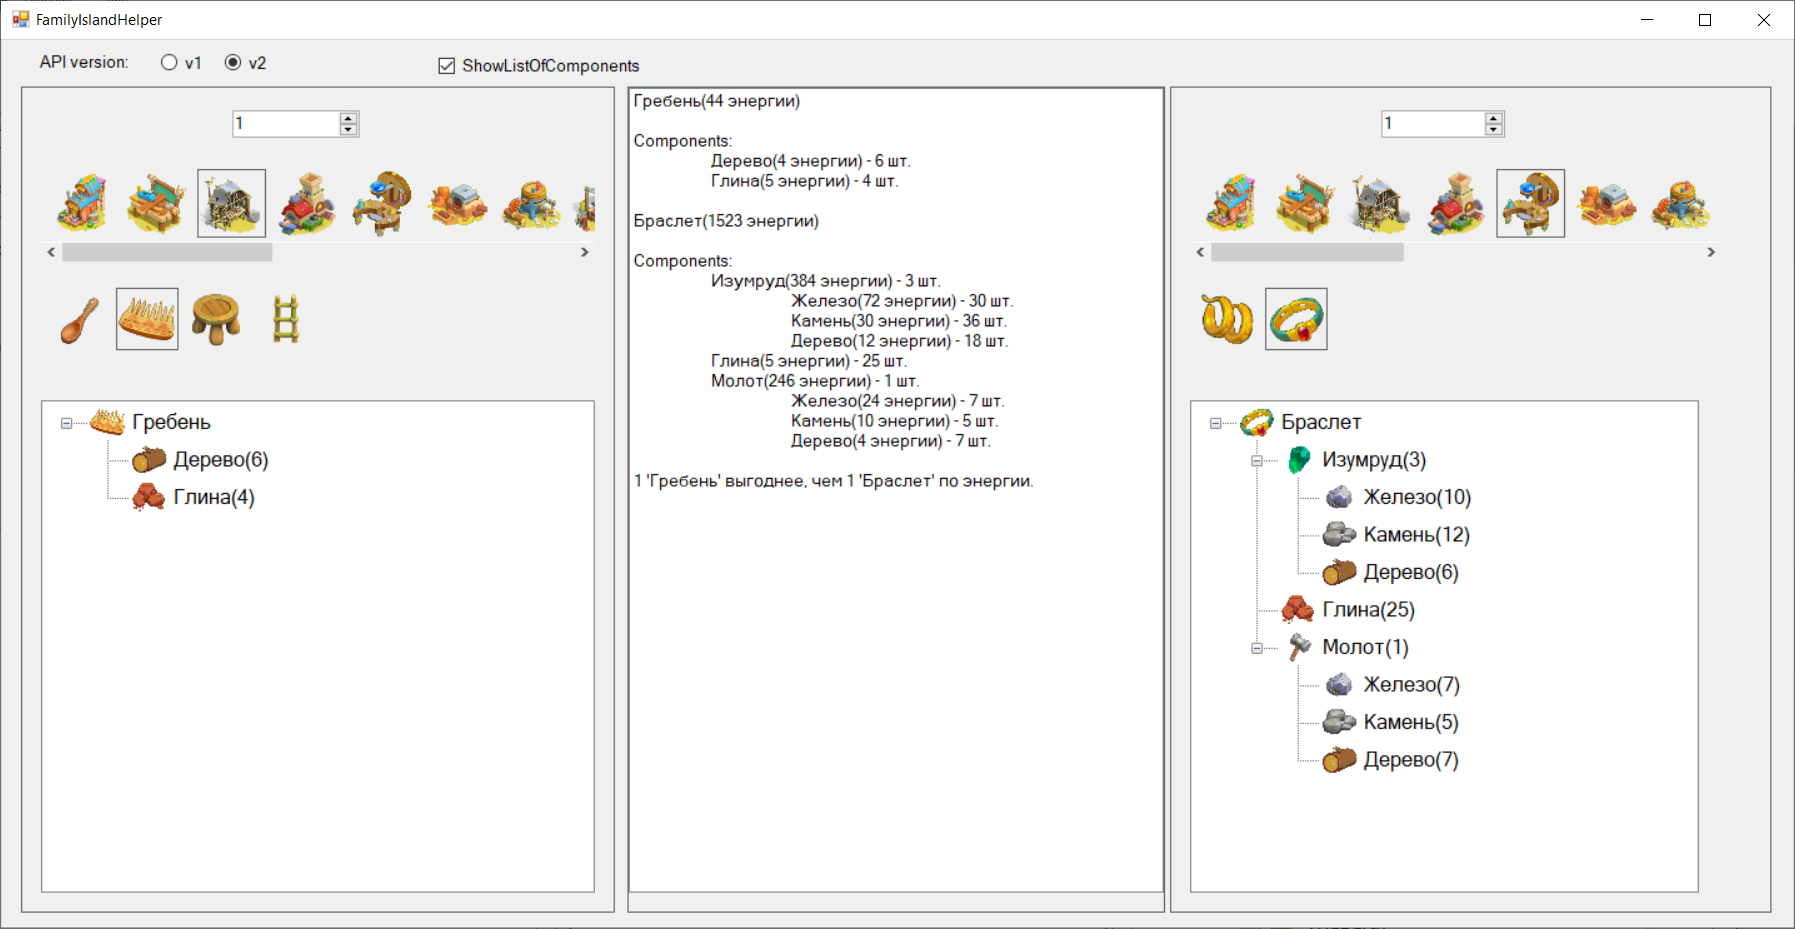 FamilyIslandHelper
API version: v1 v2 ShowListOfComponents
1
Гребень
Дерево(6)
Глина(4)
Гребень(44 энергии)
Components:
Дерево(4 энергии) - 6 шт.
Глина(5 энергии) - 4 шт.
Браслет(1523 энергии)
Components:
Изумруд(384 энергии) - 3 шт.
Железо(72 энергии) - 30 шт.
Камень(30 энергии) - 36 шт.
Дерево(12 энергии) - 18 шт.
Глина(5 энергии) - 25 шт.
Молот(246 энергии) - 1 шт.
Железо(24 энергии) - 7 шт.
Камень(10 энергии) - 5 шт.
Дерево(4 энергии) - 7 шт.
1 'Гребень' выгоднее, чем 1 'Браслет' по энергии.
1
Браслет
Изумруд(3)
Железо(10)
Камень(12)
Дерево(6)
Глина(25)
Молот(1)
Железо(7)
Камень(5)
Дерево(7)